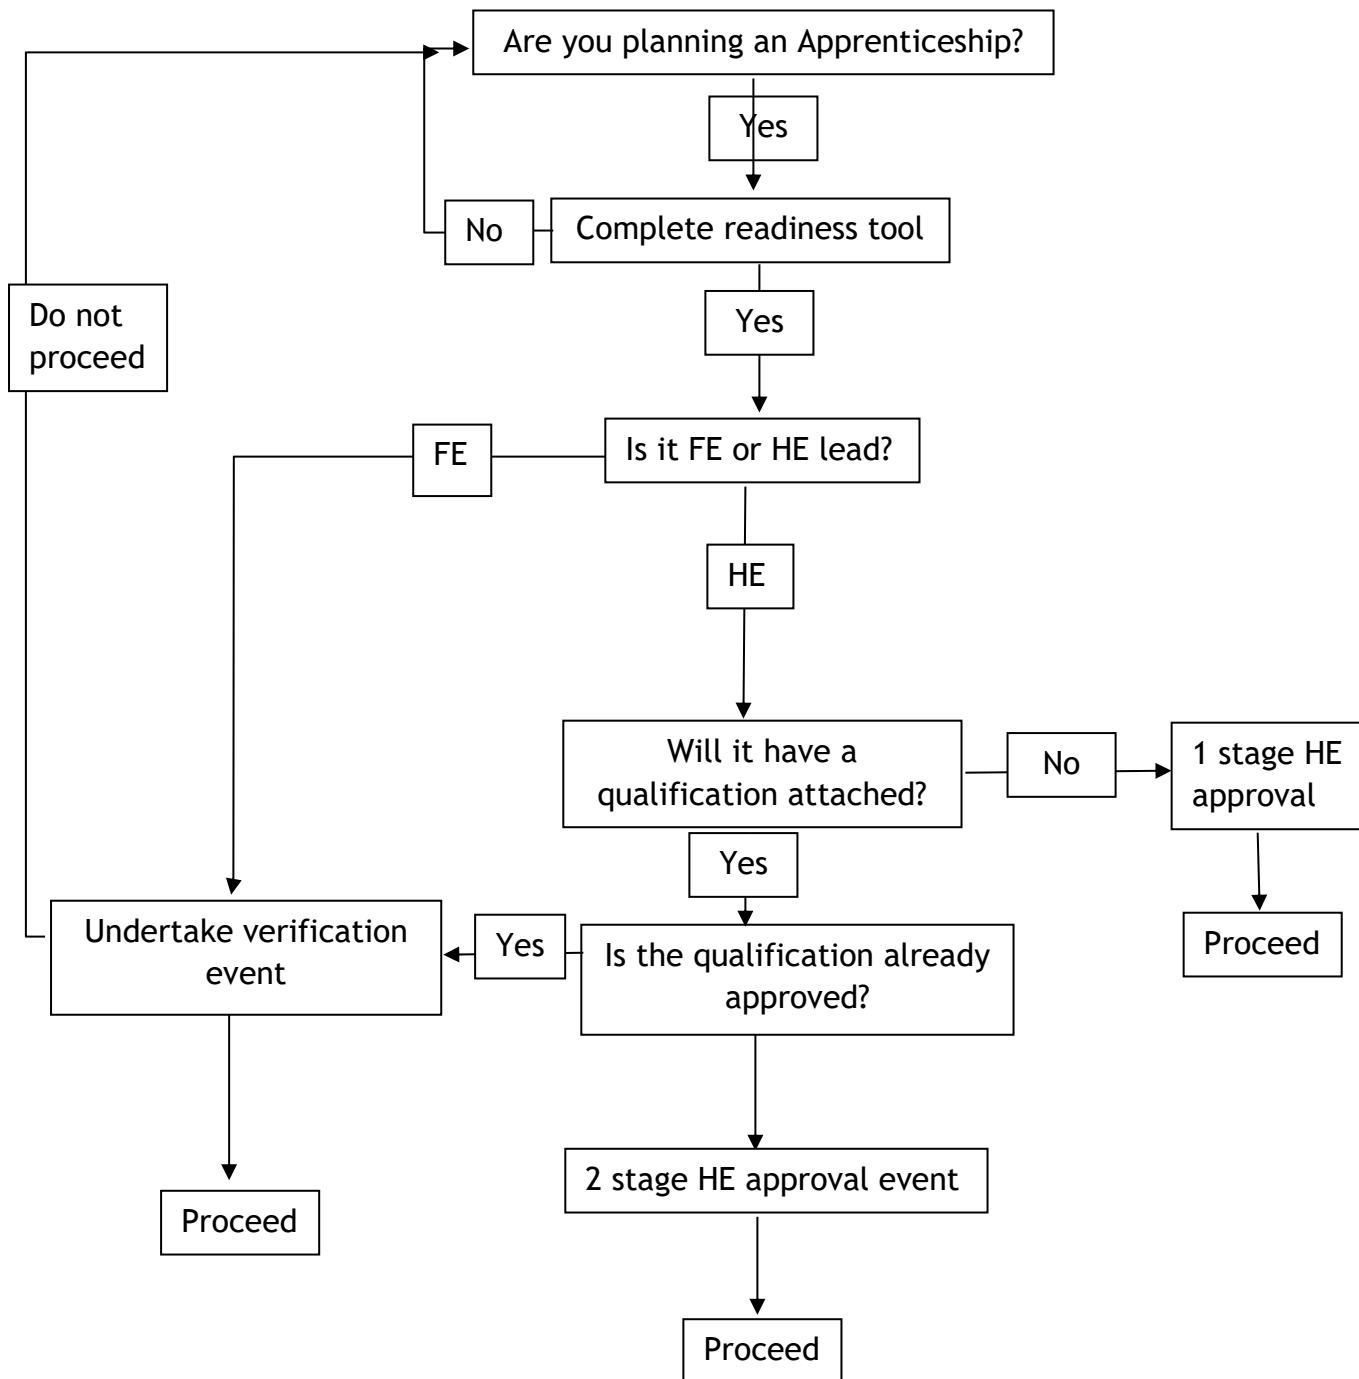 Are you planning an Apprenticeship?
Yes
No
Complete readiness tool
Yes
Do not
proceed
FE
Is it FE or HE lead?
HE
Will it have a
qualification attached?
No
1 stage HE
approval
Yes
Undertake verification
event
Yes
Is the qualification already
approved?
Proceed
2 stage HE approval event
Proceed
Proceed